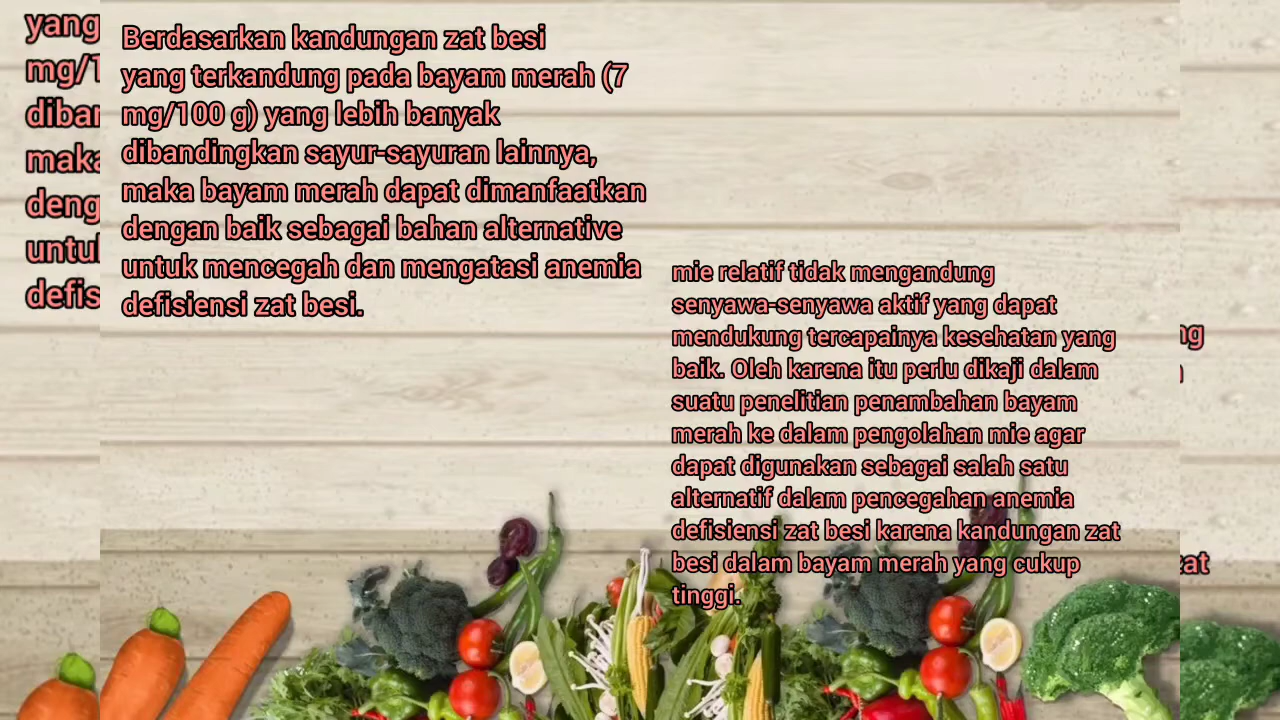 Berdasarkan kandungan zat besi
yang terkandung pada bayam merah (7
mg/100 g) yang lebih banyak
dibandingkan sayur-sayuran lainnya,
maka bayam merah dapat dimanfaatkan
dengan baik sebagai bahan alternative
untuk mencegah dan mengatasi anemia
defisiensi zat besi.
mie relatif tidak mengandung
senyawa-senyawa aktif yang dapat
mendukung tercapainya kesehatan yang
baik. Oleh karena itu perlu dikaji dalam
suatu penelitian penambahan bayam
merah ke dalam pengolahan mie agar
dapat digunakan sebagai salah satu
alternatif dalam pencegahan anemia
defisiensi zat besi karena kandungan zat
besi dalam bayam merah yang cukup
tinggi.